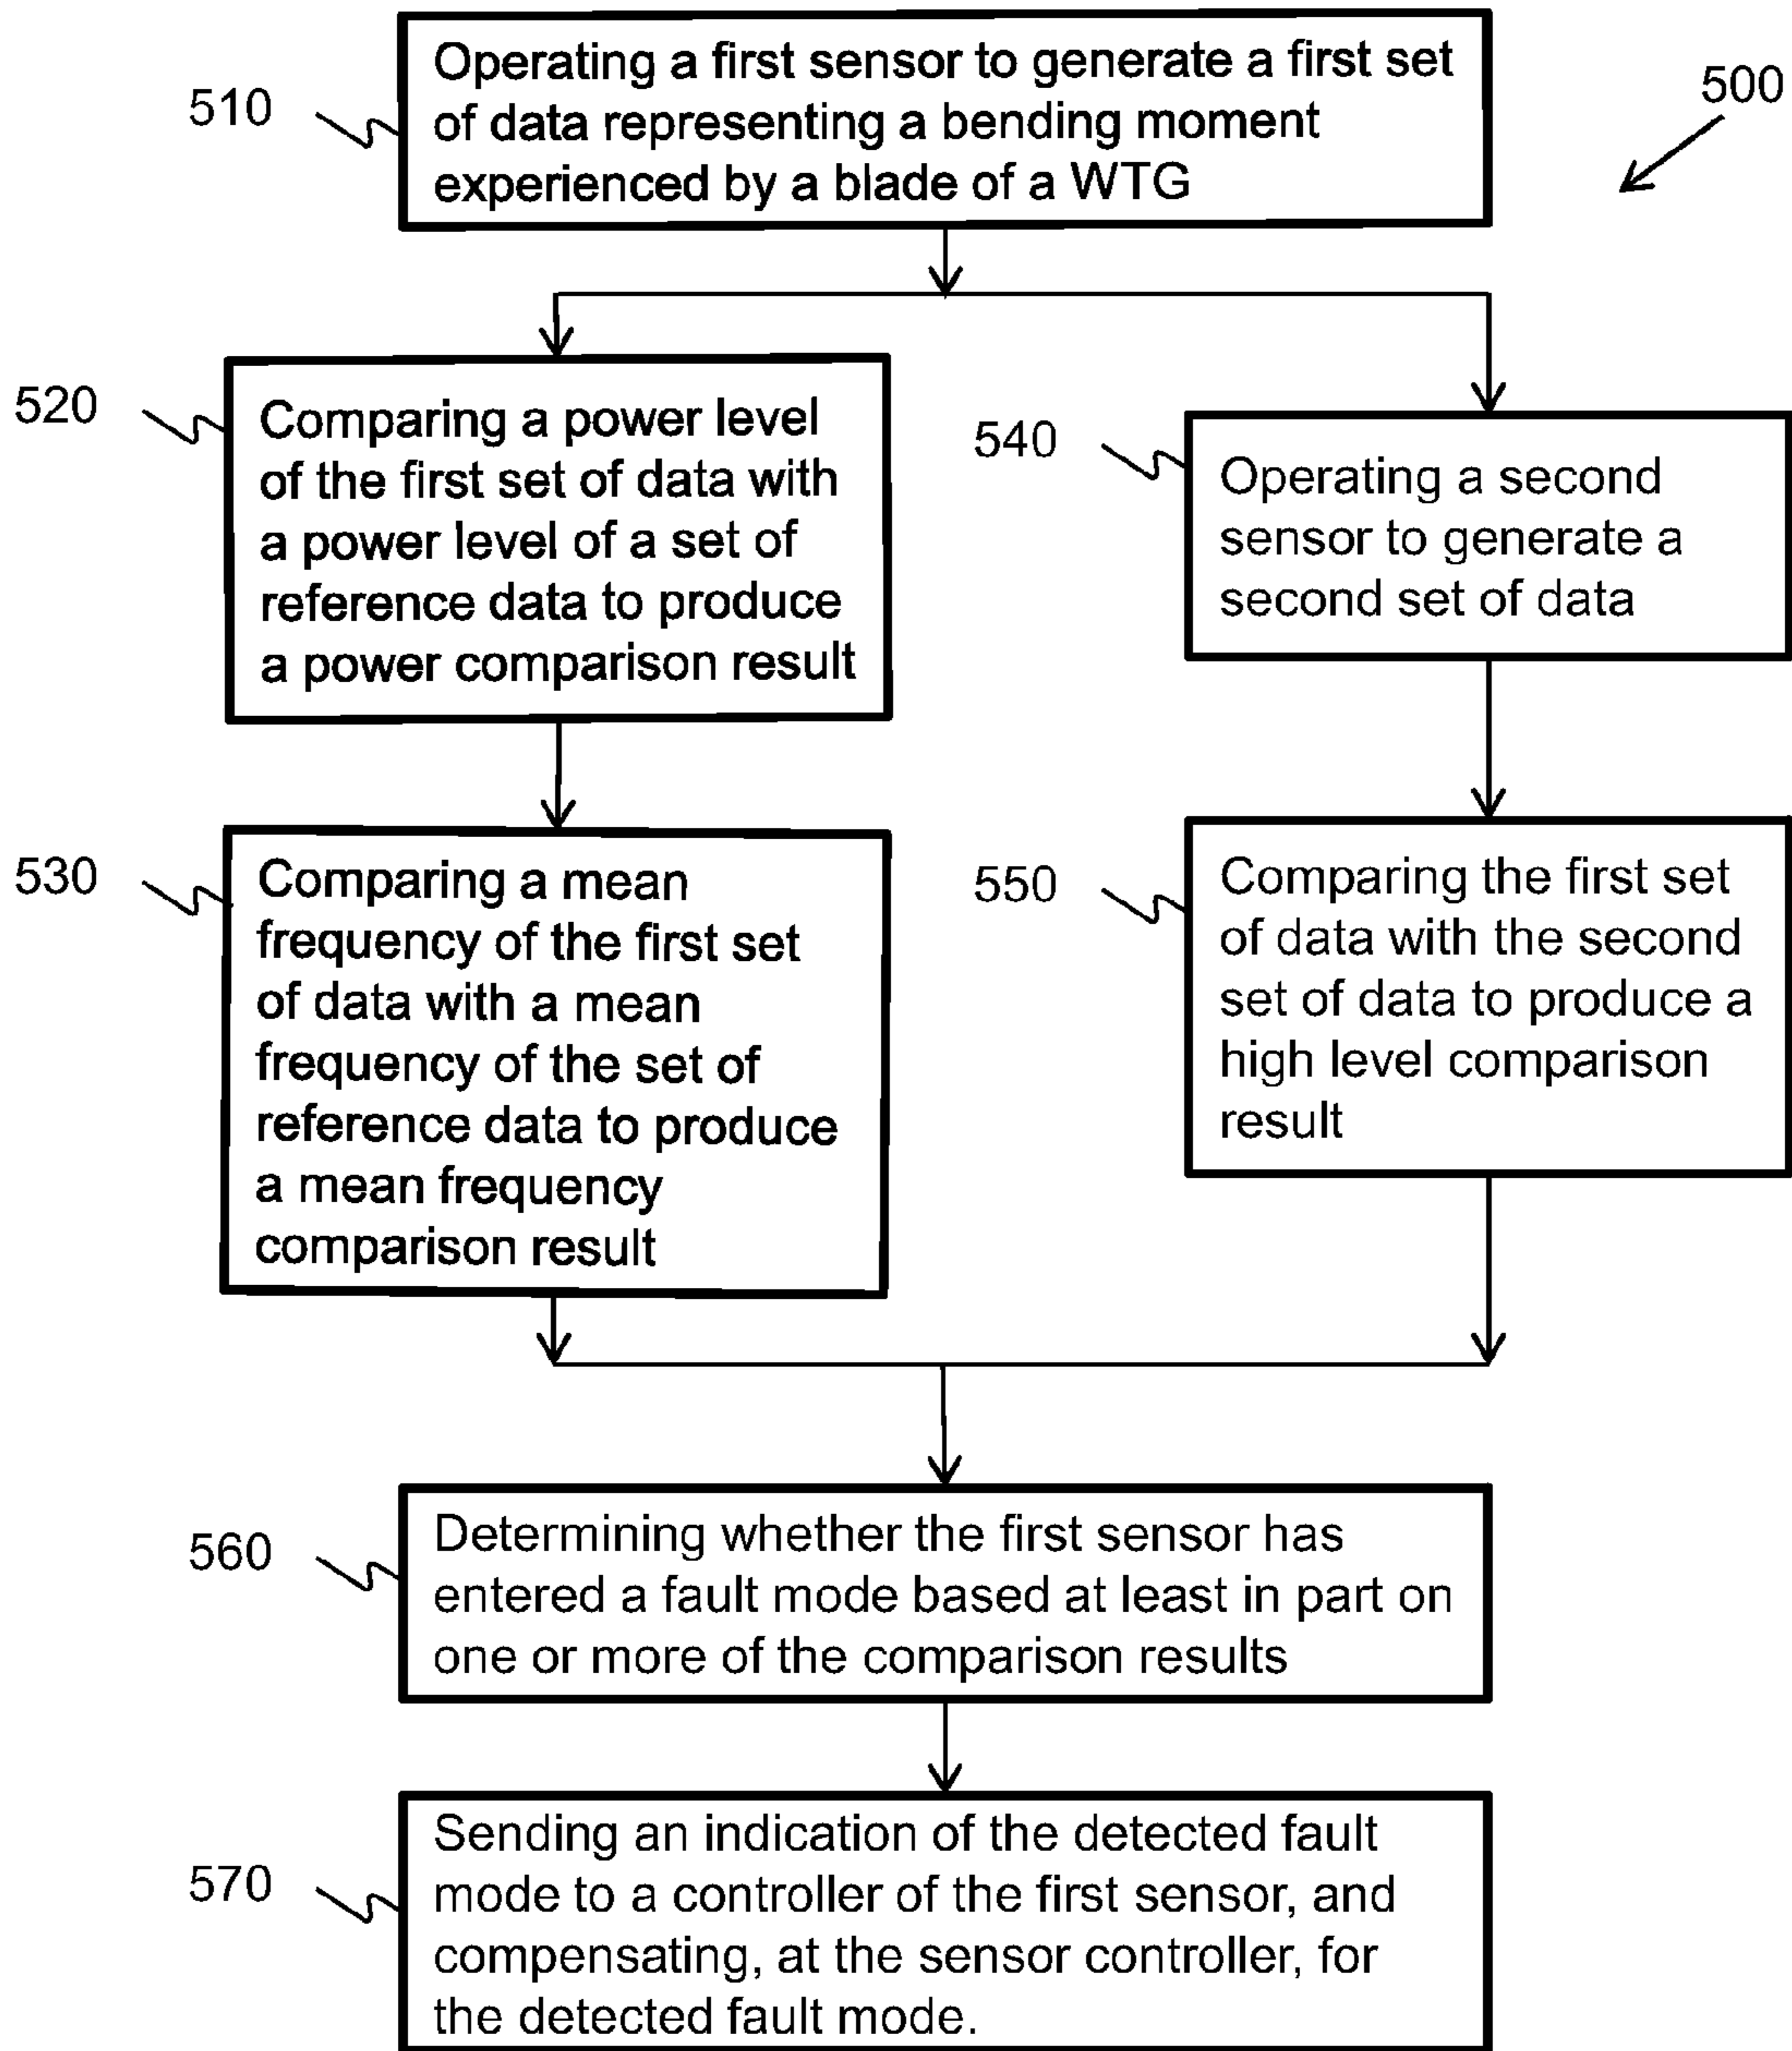 500
510
Operating a first sensor to generate a first set
of data representing a bending moment
experienced by a blade of a WTG
520
Comparing a power level
of the first set of data with
a power level of a set of
reference data to produce
a power comparison result
530
Comparing a mean
frequency of the first set
of data with a mean
frequency of the set of
reference data to produce
a mean frequency
comparison result
540
Operating a second
sensor to generate a
second set of data
550
Comparing the first set
of data with the second
set of data to produce a
high level comparison
result
560
Determining whether the first sensor has
entered a fault mode based at least in part on
one or more of the comparison results
570
Sending an indication of the detected fault
mode to a controller of the first sensor, and
compensating, at the sensor controller, for
the detected fault mode.